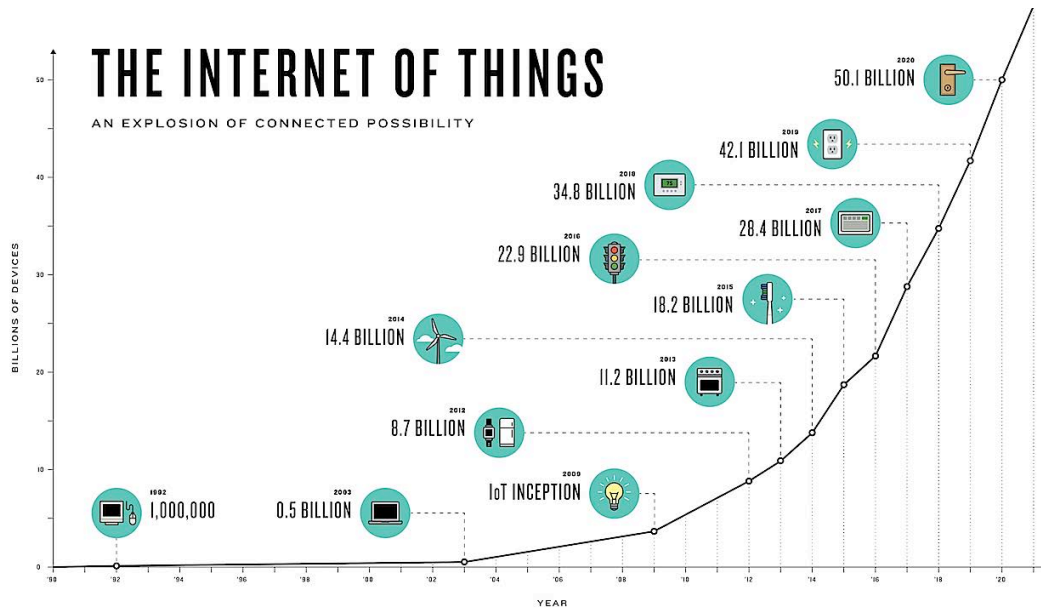 THE INTERNET OF THINGS
AN EXPLOSION OF CONNECTED POSSIBILITY
BILLIONS OF DEVICES
50
40
30
20
10
0
1992
1,000,000
2003
0.5 BILLION
2009
IoT INCEPTION
2012
8.7 BILLION
2013
11.2 BILLION
2014
14.4 BILLION
2015
18.2 BILLION
2016
22.9 BILLION
2017
28.4 BILLION
2018
34.8 BILLION
2019
42.1 BILLION
2020
50.1 BILLION
'90 '92 '94 '96 '98 '00 '02 '04 '06 '08 '10 '12 '14 '16 '18 '20
YEAR